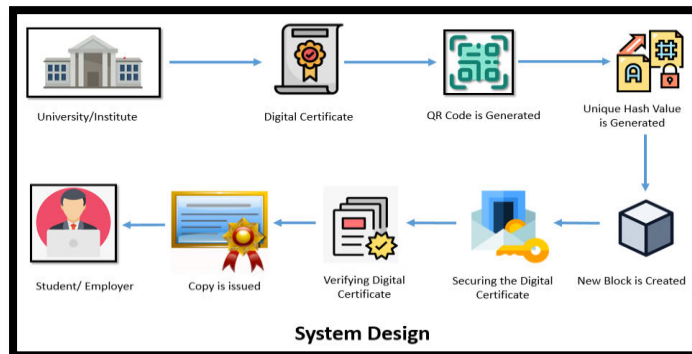 University/Institute
Digital Certificate
QR Code is Generated
Unique Hash Value
is Generated
Student/ Employer
Copy is issued
Verifying Digital
Certificate
Securing the Digital
Certificate
New Block is Created
System Design